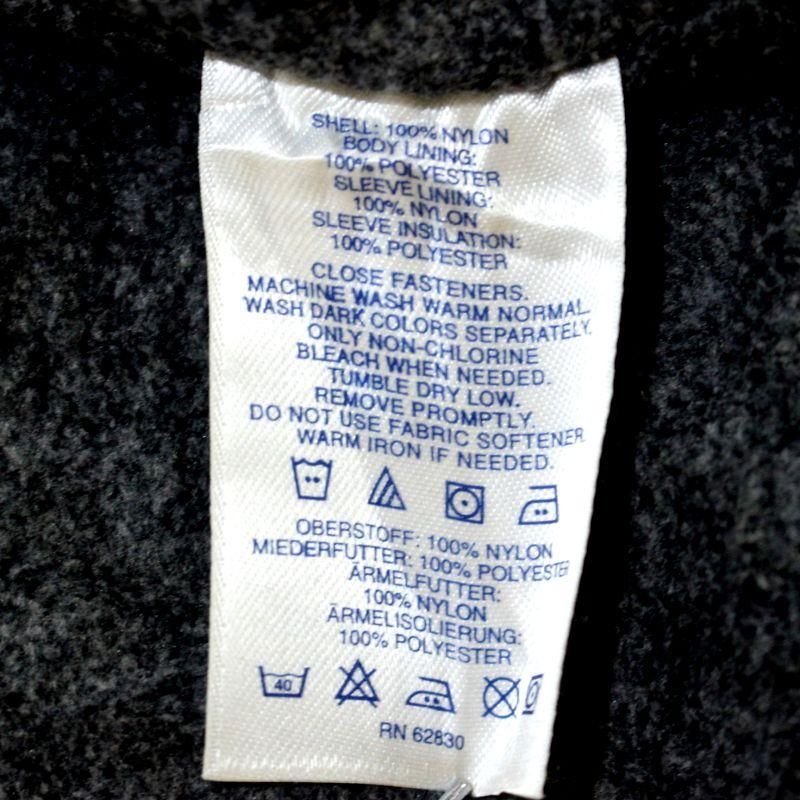 SHELL: 100% NYLON
BODY LINING:
100% POLYESTER
SLEEVE LINING:
100% NYLON
SLEEVE INSULATION:
100% POLYESTER
CLOSE FASTENERS.
MACHINE WASH WARM NORMAL.
WASH DARK COLORS SEPARATELY.
ONLY NON-CHLORINE
BLEACH WHEN NEEDED.
TUMBLE DRY LOW.
REMOVE PROMPTLY.
DO NOT USE FABRIC SOFTENER.
WARM IRON IF NEEDED.
OBERSTOFF: 100% NYLON
MIEDERFUTTER: 100% POLYESTER
ÄRMELFUTTER:
100% NYLON
ÄRMELISOLIERUNG:
100% POLYESTER
40
RN 62830